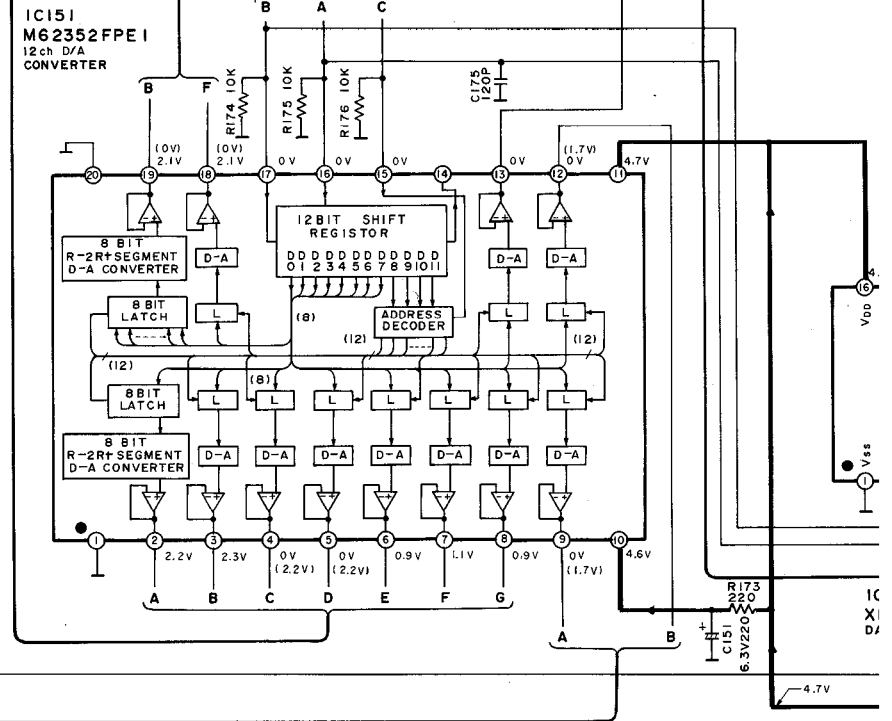 IC151
M62352FPE1
12ch D/A
CONVERTER
B A C
B F
R174 10K
R175 10K
R176 10K
C175
120P
(0V)
2.1V
(0V)
2.1V
0V
0V
0V
0V
(1.7V)
0V
4.7V
20 19 18 17 16 15 14 13 12 11
12BIT SHIFT
REGISTOR
D D D D D D D D D D D D
0 1 2 3 4 5 6 7 8 9 10 11
8 BIT
R-2R+SEGMENT
D-A CONVERTER
D-A
D-A
D-A
8BIT
LATCH
L
(8)
ADDRESS
DECODER
L
L
(12)
(12)
(12)
(8)
8BIT
LATCH
L L L L L L L
8 BIT
R-2R+SEGMENT
D-A CONVERTER
D-A D-A D-A D-A D-A D-A D-A
1 2 3 4 5 6 7 8 9 10
2.2V
2.3V
0V
(2.2V)
0V
(2.2V)
0.9V
1.1V
0.9V
0V
(1.7V)
4.6V
A B C D E F G
A B
R173
220
+
C151
6.3V220
4.7V
4.
16
VDD
VSS
1
IC
X
DA